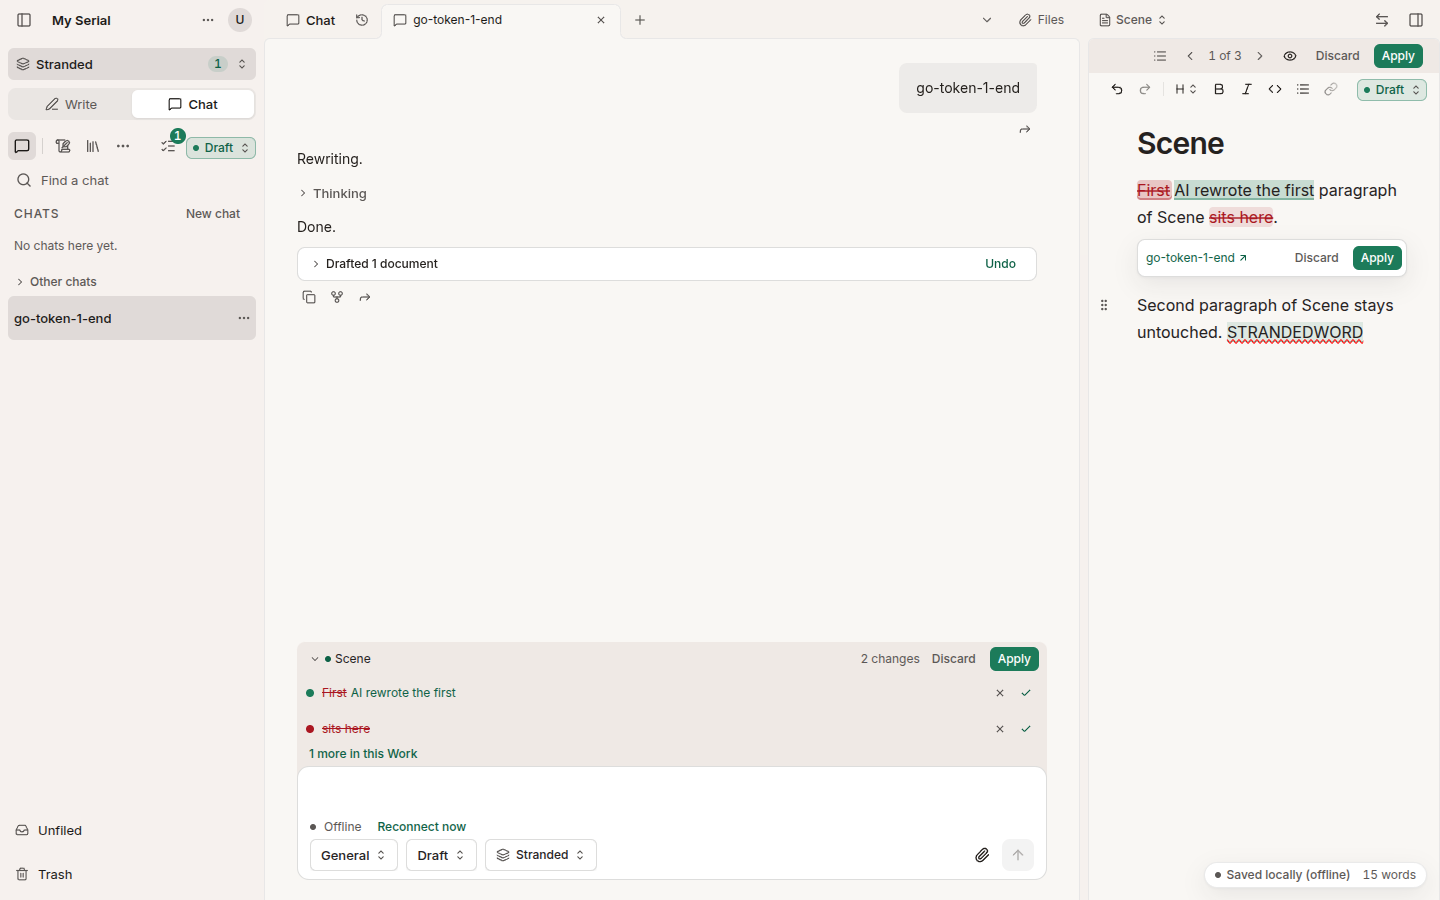 My Serial
U
Chat
go-token-1-end
Files
Scene
Stranded
1
Write
Chat
1
Draft
Find a chat
CHATS
New chat
No chats here yet.
Other chats
go-token-1-end
Unfiled
Trash
go-token-1-end
Rewriting.
Thinking
Done.
Drafted 1 document
Undo
Scene
2 changes
Discard
Apply
First AI rewrote the first
sits here
1 more in this Work
Offline
Reconnect now
General
Draft
Stranded
1 of 3
Discard
Apply
H
B
I
Draft
Scene
First AI rewrote the first paragraph
of Scene sits here.
go-token-1-end
Discard
Apply
Second paragraph of Scene stays
untouched. STRANDEDWORD
Saved locally (offline)
15 words